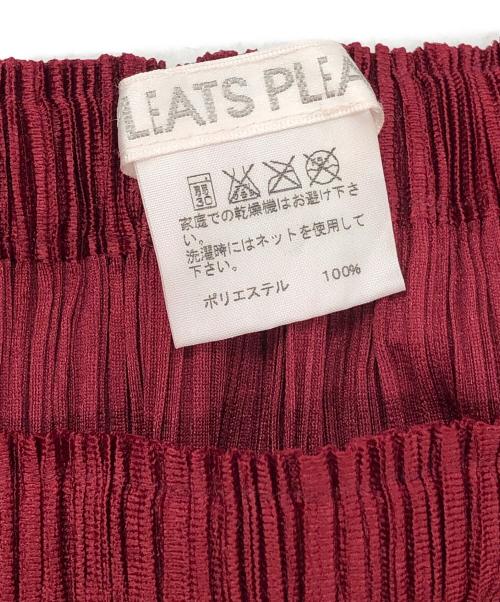 LEATS PLEA
弱
30
家庭での乾燥機はお避け下さ
い。
洗濯時にはネットを使用して
下さい。
ポリエステル 100%